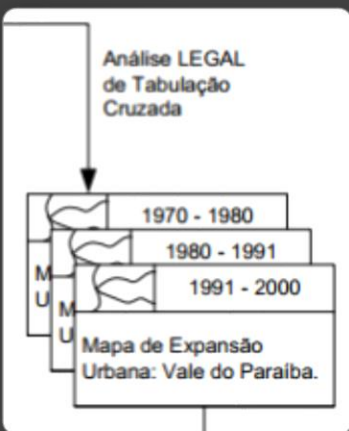 Análise LEGAL
de Tabulação
Cruzada
1970 - 1980
1980 - 1991
1991 - 2000
M
U
M
U
Mapa de Expansão
Urbana: Vale do Paraíba.